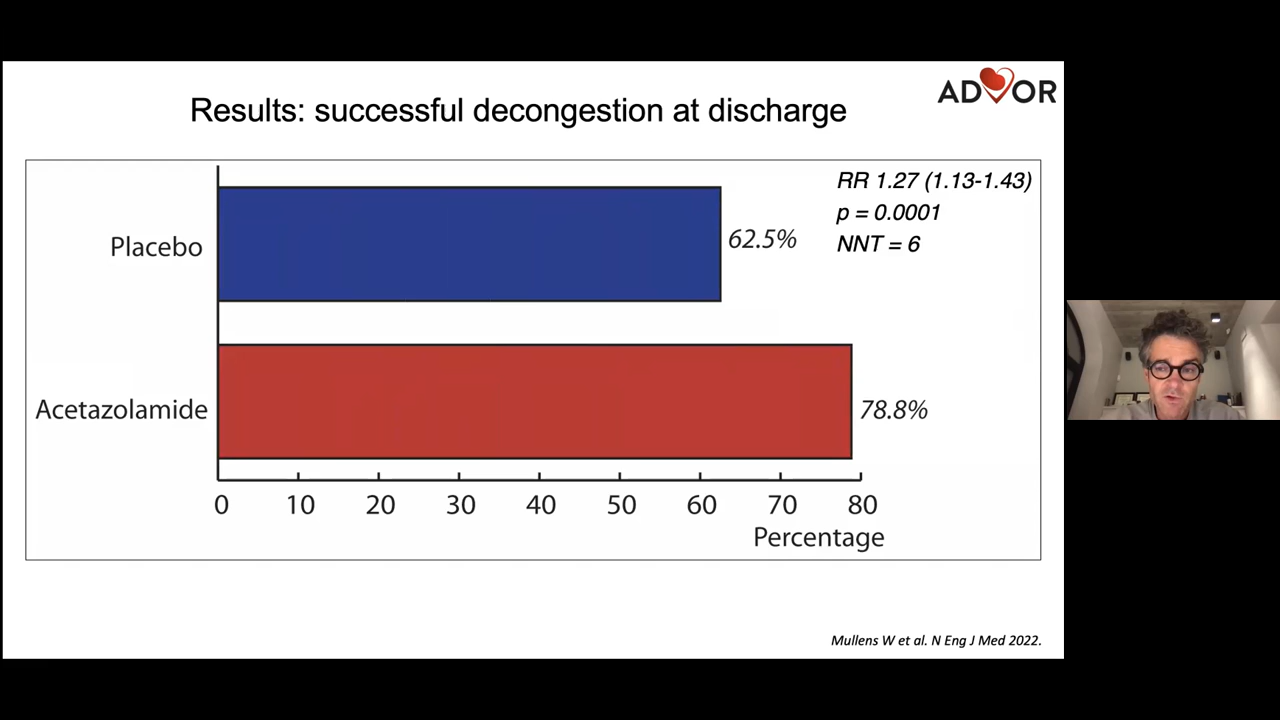 ADVOR
Results: successful decongestion at discharge
RR 1.27 (1.13-1.43)
p = 0.0001
NNT = 6
Placebo
62.5%
Acetazolamide
78.8%
0 10 20 30 40 50 60 70 80
Percentage
Mullens W et al. N Eng J Med 2022.